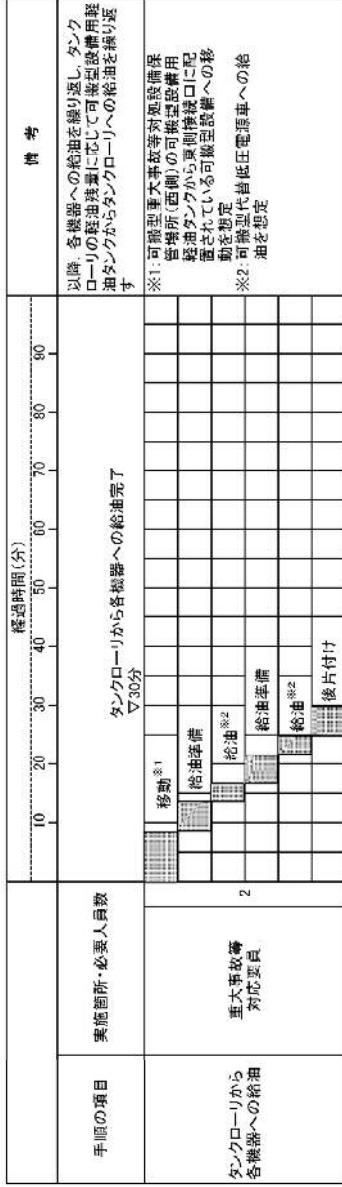 経過時間(分)
備考
10
20
30
40
50
60
70
80
90
手順の項目
実施箇所・必要人員数
タンクローリから各機器への給油完了
▽30分
以降、各機器への給油を繰り返し、タンク
ローリの軽油残量に応じて可搬型設備用軽
油タンクからタンクローリへの給油を繰り返
す
タンクローリから
各機器への給油
重大事故等
対応要員
2
移動※1
給油準備
給油※2
給油準備
給油※2
後片付け
※1:可搬型重大事故等対処設備保
管場所(西側)の可搬型設備用
軽油タンクから東側接続口に配
置されている可搬型設備への移
動を想定
※2:可搬型代替低圧電源車への給
油を想定